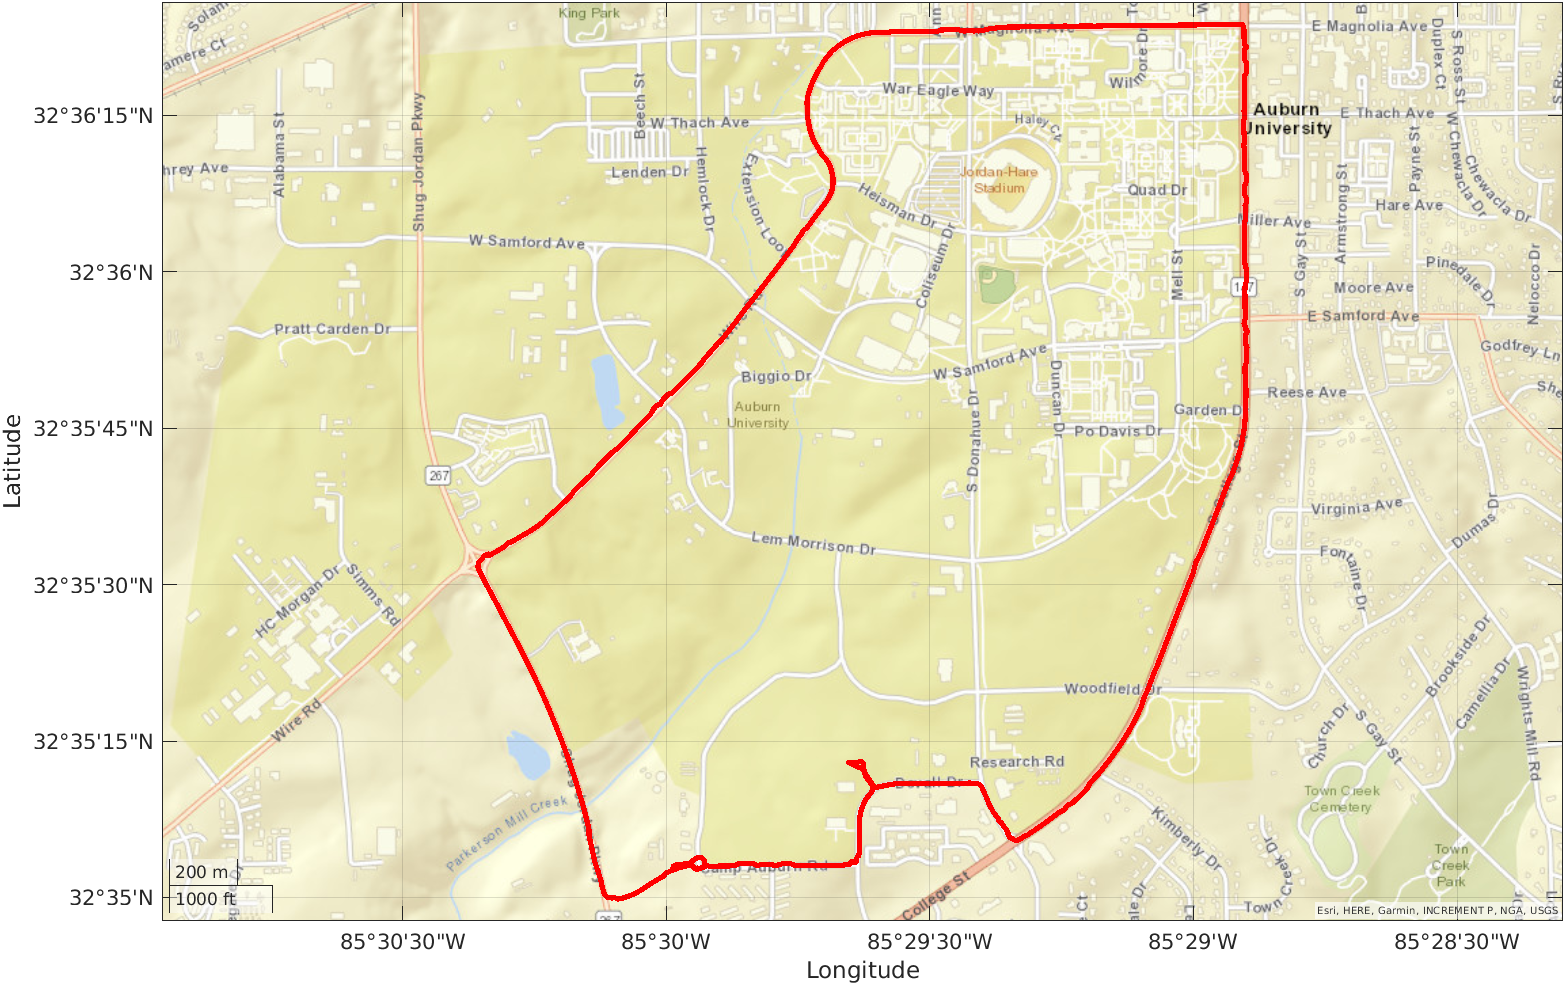 King Park
Solam
amere Ct
W Magnolia Ave
E Magnolia Ave
Duplex Ct
S Ross St
32°36'15"N
Alabama St
Shug Jordan Pkwy
Beech St
W Thach Ave
War Eagle Way
Haley Ctr
Auburn
University
E Thach Ave
W Chewacla Dr
hrey Ave
Lenden Dr
Hemlock Dr
Extension Loop
Heisman Dr
Jordan-Hare
Stadium
Quad Dr
Payne St
Chewacla Dr
Hare Ave
Miller Ave
Armstrong St
W Samford Ave
Coliseum Dr
Mell St
S Gay St
32°36'N
Pinedale Dr
Moore Ave
Nelocco Dr
Pratt Carden Dr
E Samford Ave
Godfrey Ln
W Samford Ave
Biggio Dr
Duncan Dr
Reese Ave
She
Auburn
University
S Donahue Dr
Garden D
32°35'45"N
Po Davis Dr
Latitude
267
Virginia Ave
Dumas Dr
Lem Morrison Dr
Fontaine Dr
32°35'30"N
HC Morgan Dr
Simms Rd
Brookside Dr
Camellia Dr
Woodfield Dr
Wrights Mill Rd
Wire Rd
Church Dr
S Gay St
32°35'15"N
Research Rd
Town Creek
Cemetery
Parkerson Mill Creek
Kimberly Dr
Town Creek Dr
Town
Creek
Park
Camp Auburn Rd
200 m
1000 ft
32°35'N
College St
Esri, HERE, Garmin, INCREMENT P, NGA, USGS
85°30'30"W
85°30'W
85°29'30"W
85°29'W
85°28'30"W
Longitude